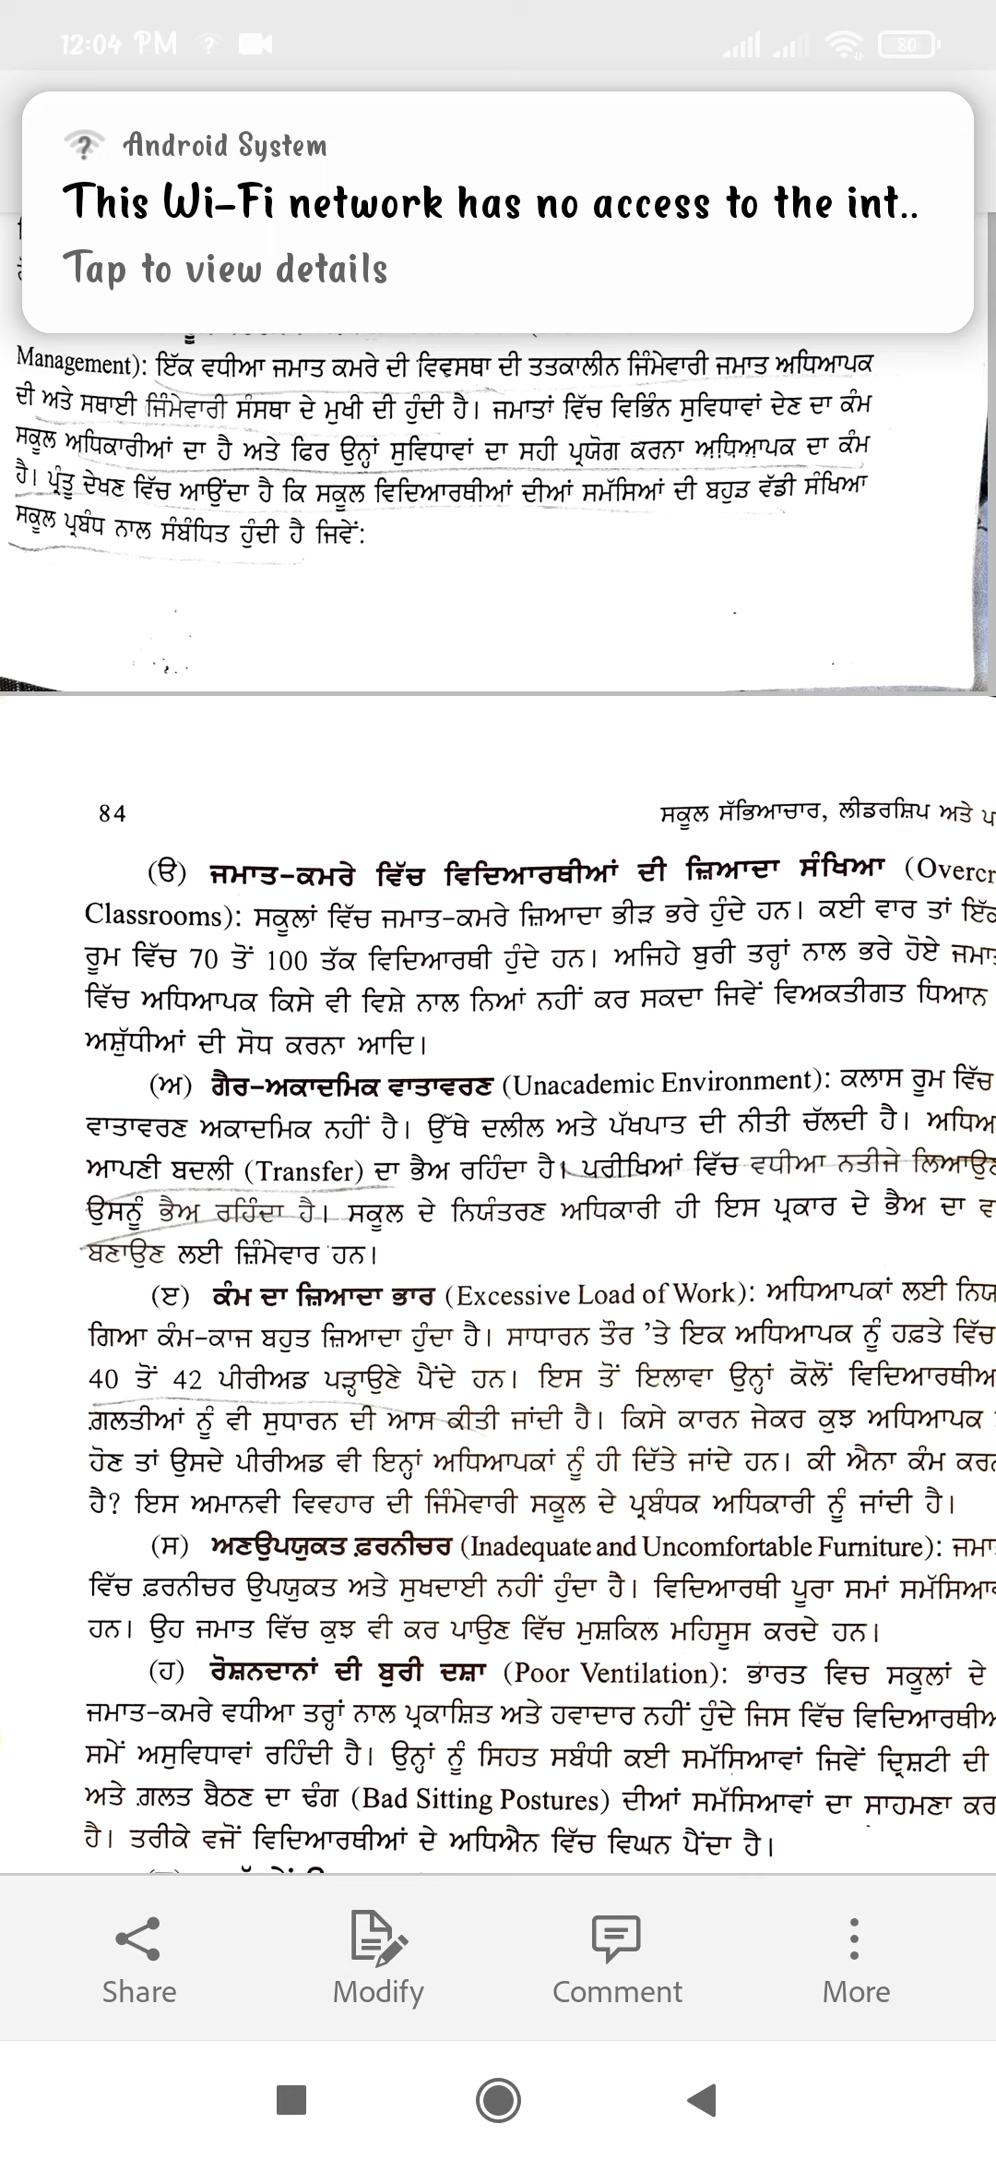 12:04 PM
80
Android System
This Wi-Fi network has no access to the int..
Tap to view details
Management): ਇੱਕ ਵਧੀਆ ਜਮਾਤ ਕਮਰੇ ਦੀ ਵਿਵਸਥਾ ਦੀ ਤਤਕਾਲੀਨ ਜਿੰਮੇਵਾਰੀ ਜਮਾਤ ਅਧਿਆਪਕ
ਦੀ ਅਤੇ ਸਥਾਈ ਜਿੰਮੇਵਾਰੀ ਸੰਸਥਾ ਦੇ ਮੁਖੀ ਦੀ ਹੁੰਦੀ ਹੈ। ਜਮਾਤਾਂ ਵਿੱਚ ਵਿਭਿੰਨ ਸੁਵਿਧਾਵਾਂ ਦੇਣ ਦਾ ਕੰਮ
ਸਕੂਲ ਅਧਿਕਾਰੀਆਂ ਦਾ ਹੈ ਅਤੇ ਫਿਰ ਉਨ੍ਹਾਂ ਸੁਵਿਧਾਵਾਂ ਦਾ ਸਹੀ ਪ੍ਰਯੋਗ ਕਰਨਾ ਅਧਿਆਪਕ ਦਾ ਕੰਮ
ਹੈ। ਪ੍ਰੰਤੂ ਦੇਖਣ ਵਿੱਚ ਆਉਂਦਾ ਹੈ ਕਿ ਸਕੂਲ ਵਿਦਿਆਰਥੀਆਂ ਦੀਆਂ ਸਮੱਸਿਆਂ ਦੀ ਬਹੁਤ ਵੱਡੀ ਸੰਖਿਆ
ਸਕੂਲ ਪ੍ਰਬੰਧ ਨਾਲ ਸੰਬੰਧਿਤ ਹੁੰਦੀ ਹੈ ਜਿਵੇਂ:
84 ਸਕੂਲ ਸੱਭਿਆਚਾਰ, ਲੀਡਰਸ਼ਿਪ ਅਤੇ ਪ
(ੳ) ਜਮਾਤ-ਕਮਰੇ ਵਿੱਚ ਵਿਦਿਆਰਥੀਆਂ ਦੀ ਜ਼ਿਆਦਾ ਸੰਖਿਆ (Overcr
Classrooms): ਸਕੂਲਾਂ ਵਿੱਚ ਜਮਾਤ-ਕਮਰੇ ਜ਼ਿਆਦਾ ਭੀੜ ਭਰੇ ਹੁੰਦੇ ਹਨ। ਕਈ ਵਾਰ ਤਾਂ ਇੱਕ
ਰੂਮ ਵਿੱਚ 70 ਤੋਂ 100 ਤੱਕ ਵਿਦਿਆਰਥੀ ਹੁੰਦੇ ਹਨ। ਅਜਿਹੇ ਬੁਰੀ ਤਰ੍ਹਾਂ ਨਾਲ ਭਰੇ ਹੋਏ ਜਮਾਤ
ਵਿੱਚ ਅਧਿਆਪਕ ਕਿਸੇ ਵੀ ਵਿਸ਼ੇ ਨਾਲ ਨਿਆਂ ਨਹੀਂ ਕਰ ਸਕਦਾ ਜਿਵੇਂ ਵਿਅਕਤੀਗਤ ਧਿਆਨ
ਅਸ਼ੁੱਧੀਆਂ ਦੀ ਸੋਧ ਕਰਨਾ ਆਦਿ।
(ਅ) ਗੈਰ-ਅਕਾਦਮਿਕ ਵਾਤਾਵਰਣ (Unacademic Environment): ਕਲਾਸ ਰੂਮ ਵਿੱਚ
ਵਾਤਾਵਰਣ ਅਕਾਦਮਿਕ ਨਹੀਂ ਹੈ। ਉੱਥੇ ਦਲੀਲ ਅਤੇ ਪੱਖਪਾਤ ਦੀ ਨੀਤੀ ਚੱਲਦੀ ਹੈ। ਅਧਿਆ
ਆਪਣੀ ਬਦਲੀ (Transfer) ਦਾ ਭੈਅ ਰਹਿੰਦਾ ਹੈ। ਪਰੀਖਿਆਂ ਵਿੱਚ ਵਧੀਆ ਨਤੀਜੇ ਲਿਆਉਣ
ਉਸਨੂੰ ਭੈਅ ਰਹਿੰਦਾ ਹੈ। ਸਕੂਲ ਦੇ ਨਿਯੰਤਰਣ ਅਧਿਕਾਰੀ ਹੀ ਇਸ ਪ੍ਰਕਾਰ ਦੇ ਭੈਅ ਦਾ ਵ
ਬਣਾਉਣ ਲਈ ਜ਼ਿੰਮੇਵਾਰ ਹਨ।
(ੲ) ਕੰਮ ਦਾ ਜ਼ਿਆਦਾ ਭਾਰ (Excessive Load of Work): ਅਧਿਆਪਕਾਂ ਲਈ ਨਿਯ
ਗਿਆ ਕੰਮ-ਕਾਜ ਬਹੁਤ ਜ਼ਿਆਦਾ ਹੁੰਦਾ ਹੈ। ਸਾਧਾਰਨ ਤੌਰ ’ਤੇ ਇਕ ਅਧਿਆਪਕ ਨੂੰ ਹਫ਼ਤੇ ਵਿੱਚ
40 ਤੋਂ 42 ਪੀਰੀਅਡ ਪੜ੍ਹਾਉਣੇ ਪੈਂਦੇ ਹਨ। ਇਸ ਤੋਂ ਇਲਾਵਾ ਉਨ੍ਹਾਂ ਕੋਲੋਂ ਵਿਦਿਆਰਥੀਆ
ਗ਼ਲਤੀਆਂ ਨੂੰ ਵੀ ਸੁਧਾਰਨ ਦੀ ਆਸ ਕੀਤੀ ਜਾਂਦੀ ਹੈ। ਕਿਸੇ ਕਾਰਨ ਜੇਕਰ ਕੁਝ ਅਧਿਆਪਕ
ਹੋਣ ਤਾਂ ਉਸਦੇ ਪੀਰੀਅਡ ਵੀ ਇਨ੍ਹਾਂ ਅਧਿਆਪਕਾਂ ਨੂੰ ਹੀ ਦਿੱਤੇ ਜਾਂਦੇ ਹਨ। ਕੀ ਐਨਾ ਕੰਮ ਕਰਨ
ਹੈ? ਇਸ ਅਮਾਨਵੀ ਵਿਵਹਾਰ ਦੀ ਜਿੰਮੇਵਾਰੀ ਸਕੂਲ ਦੇ ਪ੍ਰਬੰਧਕ ਅਧਿਕਾਰੀ ਨੂੰ ਜਾਂਦੀ ਹੈ।
(ਸ) ਅਣਉਪਯੁਕਤ ਫ਼ਰਨੀਚਰ (Inadequate and Uncomfortable Furniture): ਜਮਾ
ਵਿੱਚ ਫ਼ਰਨੀਚਰ ਉਪਯੁਕਤ ਅਤੇ ਸੁਖਦਾਈ ਨਹੀਂ ਹੁੰਦਾ ਹੈ। ਵਿਦਿਆਰਥੀ ਪੂਰਾ ਸਮਾਂ ਸਮੱਸਿਆ
ਹਨ। ਉਹ ਜਮਾਤ ਵਿੱਚ ਕੁਝ ਵੀ ਕਰ ਪਾਉਣ ਵਿੱਚ ਮੁਸ਼ਕਿਲ ਮਹਿਸੂਸ ਕਰਦੇ ਹਨ।
(ਹ) ਰੋਸ਼ਨਦਾਨਾਂ ਦੀ ਬੁਰੀ ਦਸ਼ਾ (Poor Ventilation): ਭਾਰਤ ਵਿਚ ਸਕੂਲਾਂ ਦੇ
ਜਮਾਤ-ਕਮਰੇ ਵਧੀਆ ਤਰ੍ਹਾਂ ਨਾਲ ਪ੍ਰਕਾਸ਼ਿਤ ਅਤੇ ਹਵਾਦਾਰ ਨਹੀਂ ਹੁੰਦੇ ਜਿਸ ਵਿੱਚ ਵਿਦਿਆਰਥੀਆ
ਸਮੇਂ ਅਸੁਵਿਧਾਵਾਂ ਰਹਿੰਦੀ ਹੈ। ਉਨ੍ਹਾਂ ਨੂੰ ਸਿਹਤ ਸਬੰਧੀ ਕਈ ਸਮੱਸਿਆਵਾਂ ਜਿਵੇਂ ਦ੍ਰਿਸ਼ਟੀ ਦੀ
ਅਤੇ ਗ਼ਲਤ ਬੈਠਣ ਦਾ ਢੰਗ (Bad Sitting Postures) ਦੀਆਂ ਸਮੱਸਿਆਵਾਂ ਦਾ ਸਾਹਮਣਾ ਕਰ
ਹੈ। ਤਰੀਕੇ ਵਜੋਂ ਵਿਦਿਆਰਥੀਆਂ ਦੇ ਅਧਿਐਨ ਵਿੱਚ ਵਿਘਨ ਪੈਂਦਾ ਹੈ।
Share Modify Comment More